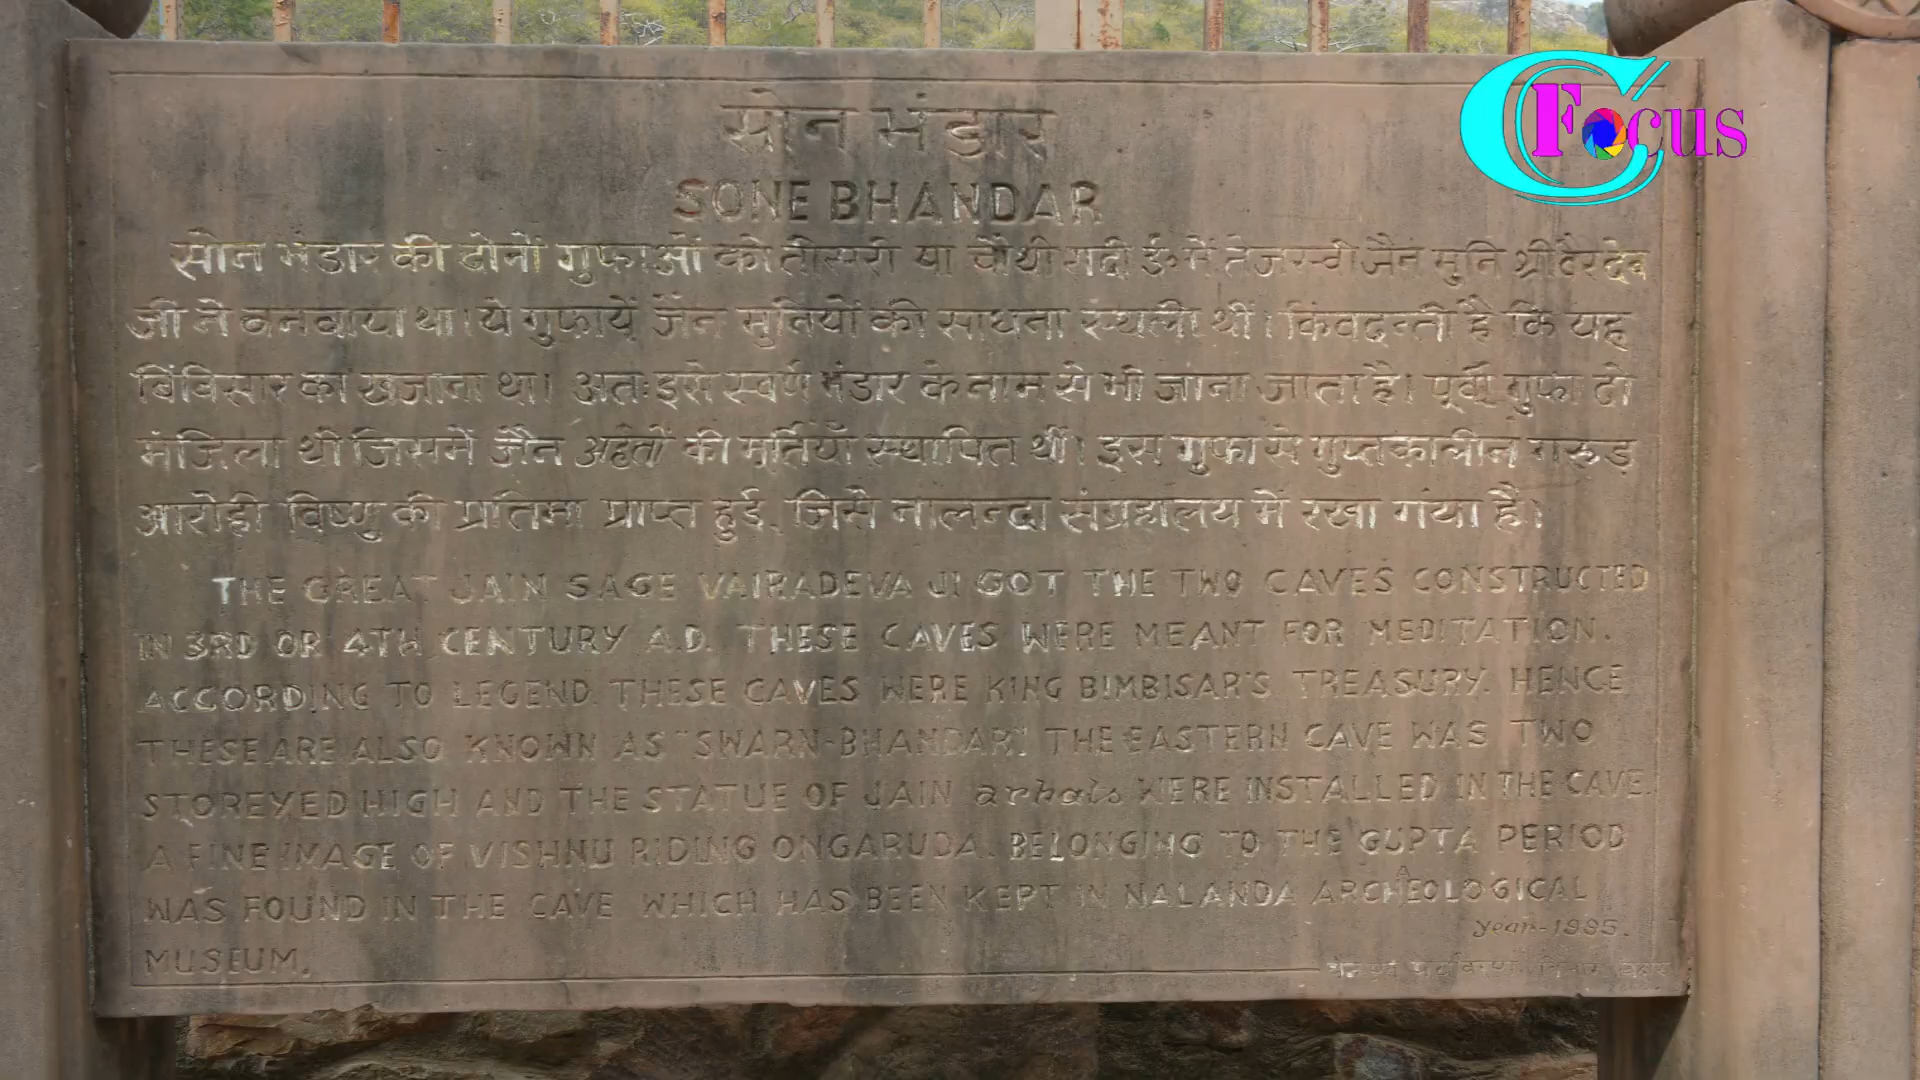 सोन भंडार
SONE BHANDAR
C Focus
सोन भंडार की दोनों गुफाओं को तीसरी या चौथी शदी ई॰ में तेजस्वी जैन मुनि श्री वैरदेव
जी ने बनवाया था। ये गुफायें जैन मुनियों की साधना स्थली थीं। किंवदन्ती है कि यह
बिंबिसार का खजाना था। अतः इसे स्वर्ण भंडार के नाम से भी जाना जाता है। पूर्वी गुफा दो
मंजिला थी जिसमें जैन अर्हतों की मूर्तियाँ स्थापित थीं। इस गुफा से गुप्तकालीन गरूड़
आरोही विष्णु की प्रतिमा प्राप्त हुई, जिसे नालन्दा संग्रहालय में रखा गया है।
THE GREAT JAIN SAGE VAIRADEVA JI GOT THE TWO CAVES CONSTRUCTED
IN 3RD OR 4TH CENTURY A.D. THESE CAVES WERE MEANT FOR MEDITATION.
ACCORDING TO LEGEND THESE CAVES WERE KING BIMBISAR'S TREASURY. HENCE
THESE ARE ALSO KNOWN AS "SWARN-BHANDAR". THE EASTERN CAVE WAS TWO
STOREYED HIGH AND THE STATUE OF JAIN arhats WERE INSTALLED IN THE CAVE.
A FINE IMAGE OF VISHNU RIDING ON GARUDA, BELONGING TO THE GUPTA PERIOD
WAS FOUND IN THE CAVE WHICH HAS BEEN KEPT IN NALANDA ARCHAEOLOGICAL
MUSEUM.
year-1995.